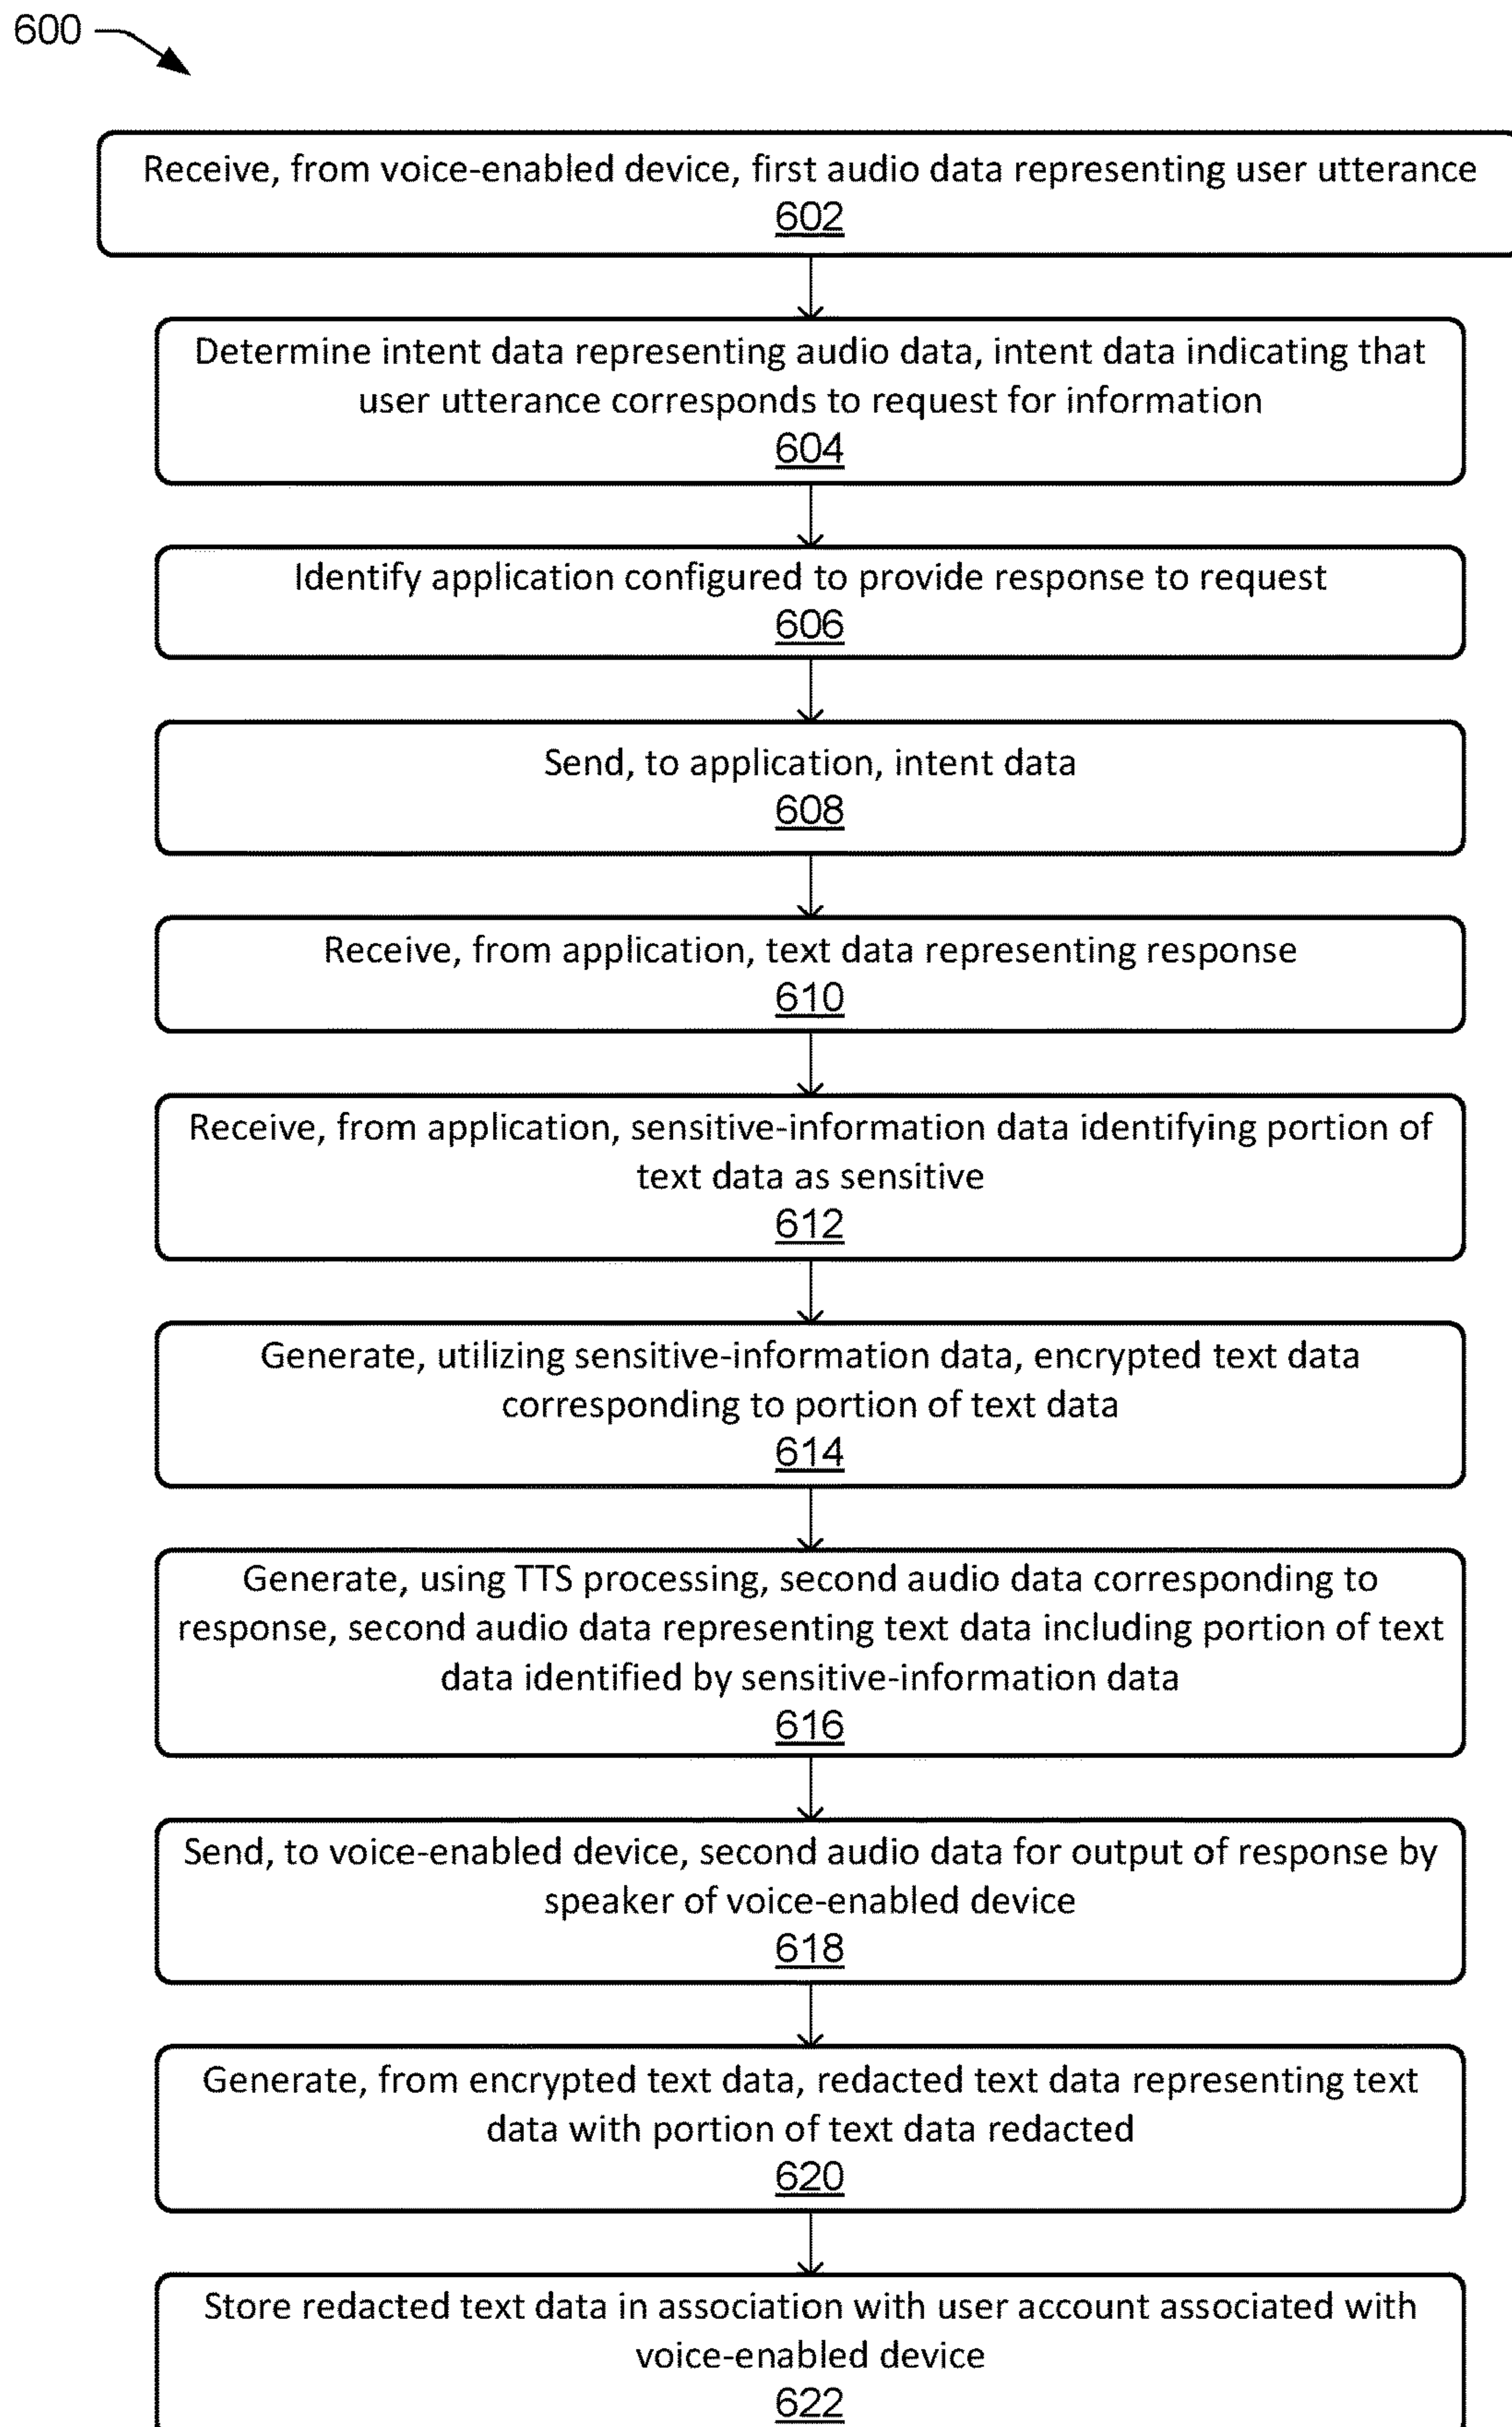 600
Receive, from voice-enabled device, first audio data representing user utterance
602
Determine intent data representing audio data, intent data indicating that
user utterance corresponds to request for information
604
Identify application configured to provide response to request
606
Send, to application, intent data
608
Receive, from application, text data representing response
610
Receive, from application, sensitive-information data identifying portion of
text data as sensitive
612
Generate, utilizing sensitive-information data, encrypted text data
corresponding to portion of text data
614
Generate, using TTS processing, second audio data corresponding to
response, second audio data representing text data including portion of text
data identified by sensitive-information data
616
Send, to voice-enabled device, second audio data for output of response by
speaker of voice-enabled device
618
Generate, from encrypted text data, redacted text data representing text
data with portion of text data redacted
620
Store redacted text data in association with user account associated with
voice-enabled device
622